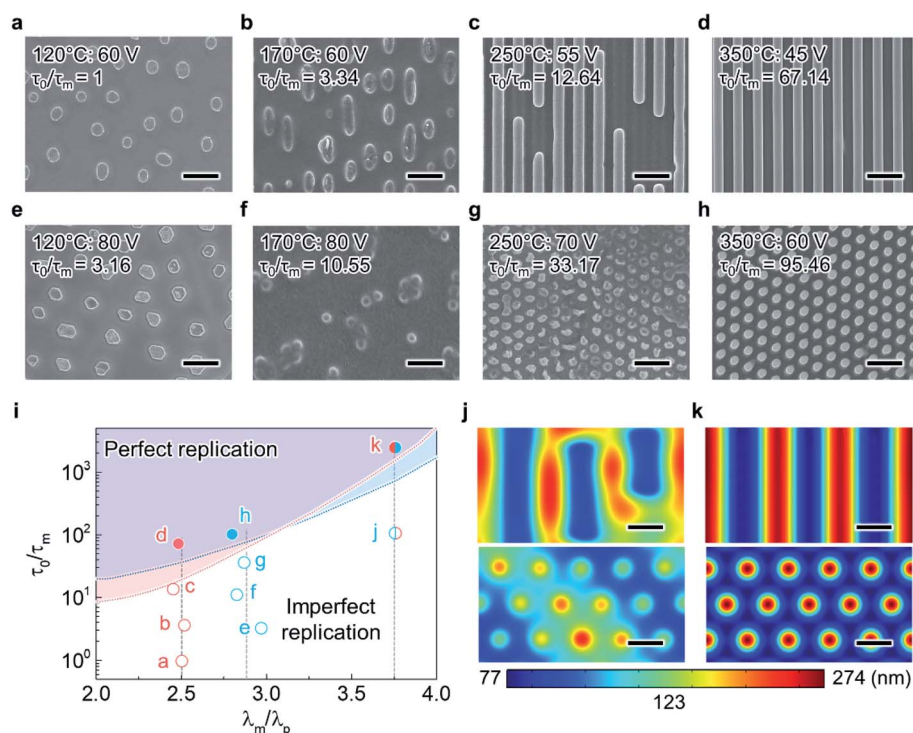 a
120°C: 60 V
τ₀/τₘ = 1
b
170°C: 60 V
τ₀/τₘ = 3.34
c
250°C: 55 V
τ₀/τₘ = 12.64
d
350°C: 45 V
τ₀/τₘ = 67.14
e
120°C: 80 V
τ₀/τₘ = 3.16
f
170°C: 80 V
τ₀/τₘ = 10.55
g
250°C: 70 V
τ₀/τₘ = 33.17
h
350°C: 60 V
τ₀/τₘ = 95.46
i
τ₀/τₘ
10³
10²
10¹
10⁰
Perfect replication
k
h
d
j
g
c
f
Imperfect
replication
b
e
a
2.0 2.5 3.0 3.5 4.0
λₘ/λₚ
j
k
77 274 (nm)
123